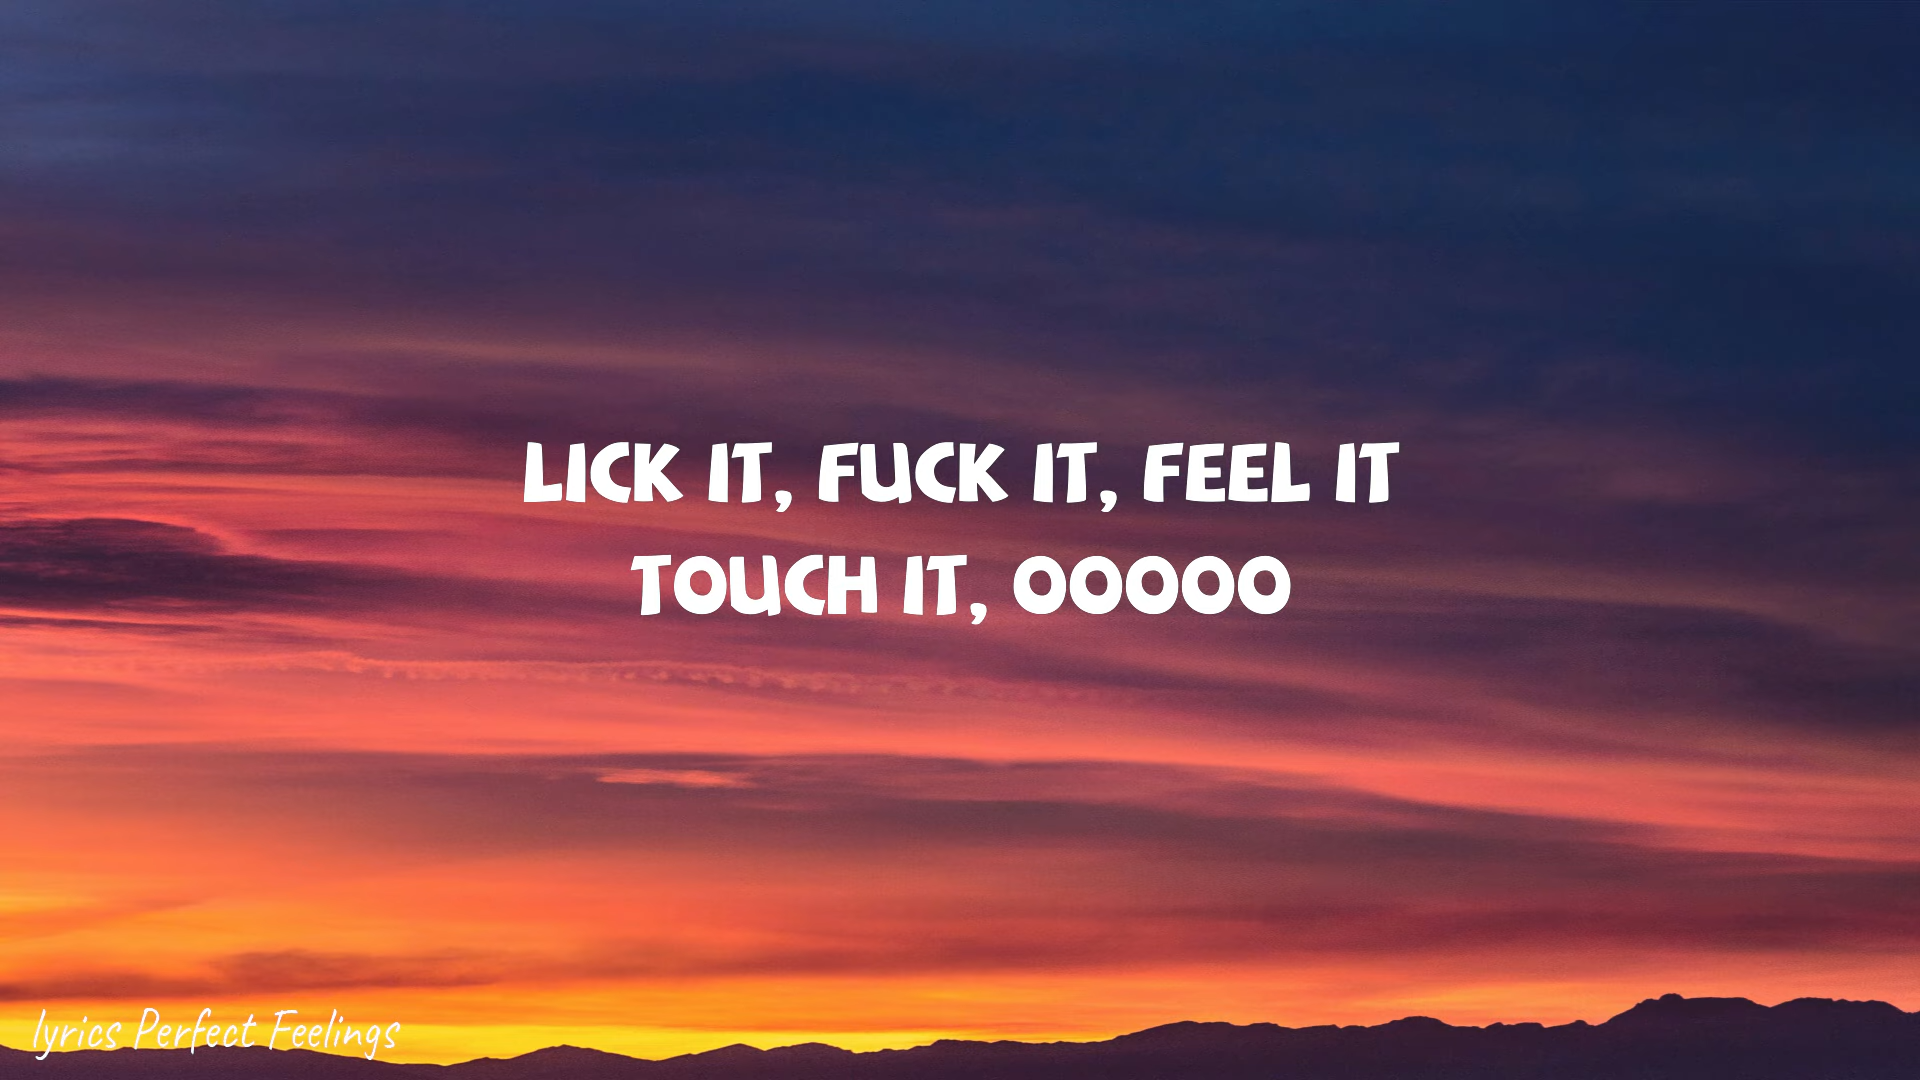 LICK IT, FUCK IT, FEEL IT
TOUCH IT, OOOOO
lyrics Perfect Feelings